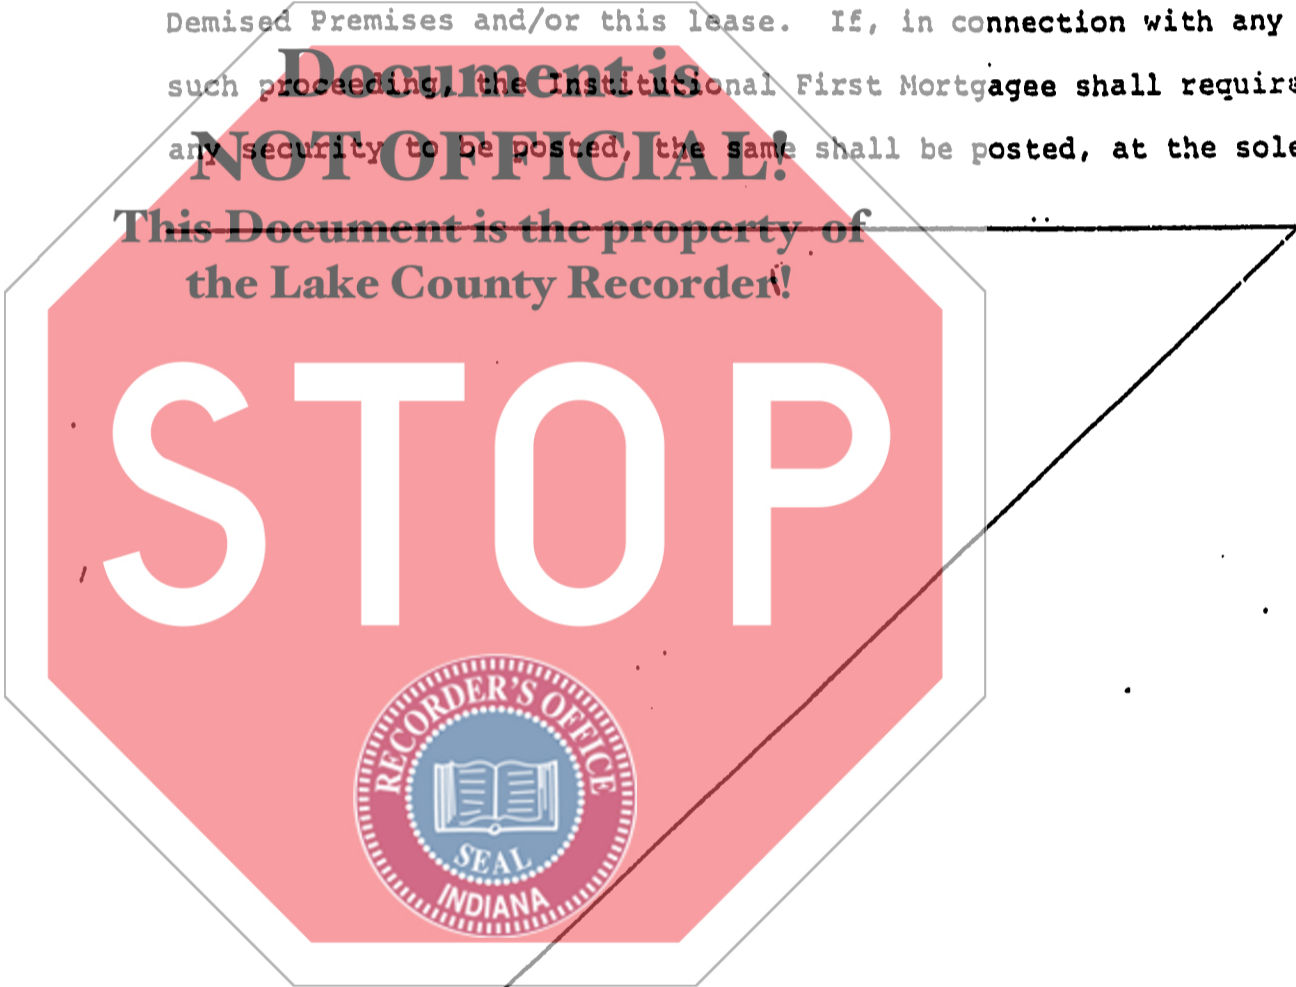 Demised Premises and/or this lease. If, in connection with any
such proceeding, the Institutional First Mortgagee shall require
any security to be posted, the same shall be posted, at the sole
Document is
NOT OFFICIAL!
This Document is the property of
the Lake County Recorder!
STOP
RECORDER'S OFFICE
SEAL
INDIANA